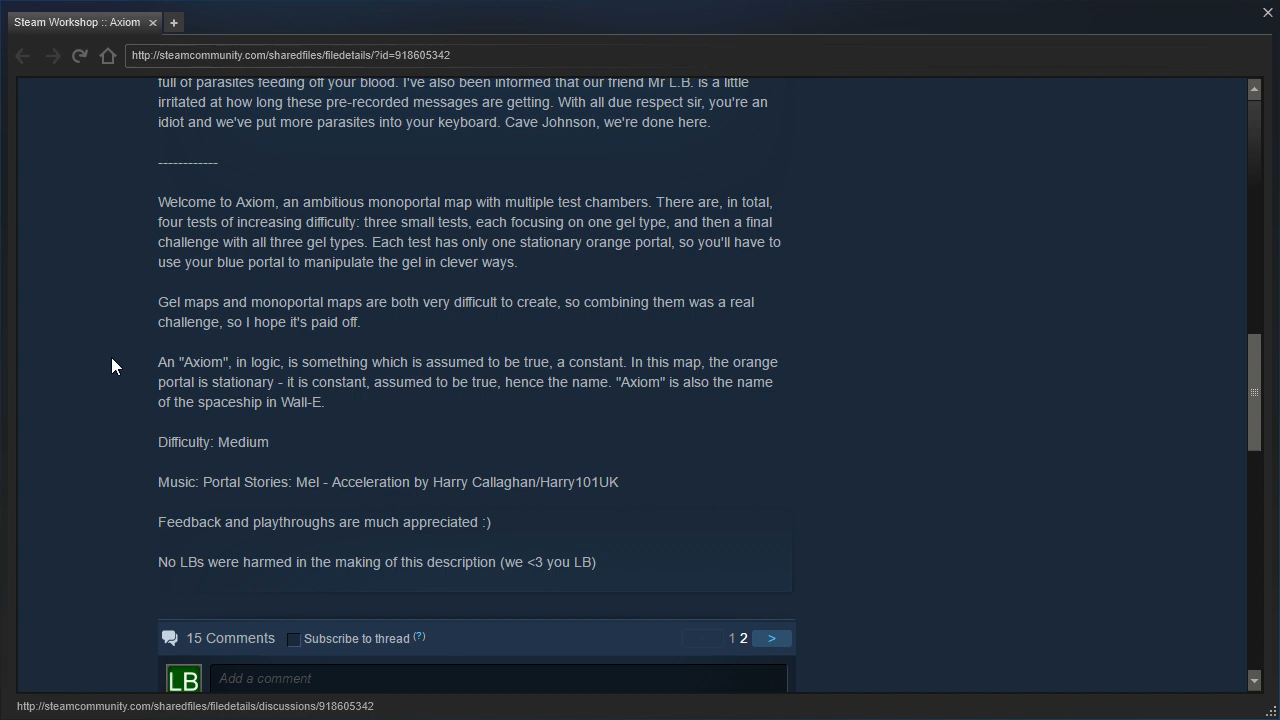 Steam Workshop :: Axiom
http://steamcommunity.com/sharedfiles/filedetails/?id=918605342
full of parasites feeding off your blood. I've also been informed that our friend Mr L.B. is a little
irritated at how long these pre-recorded messages are getting. With all due respect sir, you're an
idiot and we've put more parasites into your keyboard. Cave Johnson, we're done here.
------------
Welcome to Axiom, an ambitious monoportal map with multiple test chambers. There are, in total,
four tests of increasing difficulty: three small tests, each focusing on one gel type, and then a final
challenge with all three gel types. Each test has only one stationary orange portal, so you'll have to
use your blue portal to manipulate the gel in clever ways.
Gel maps and monoportal maps are both very difficult to create, so combining them was a real
challenge, so I hope it's paid off.
An "Axiom", in logic, is something which is assumed to be true, a constant. In this map, the orange
portal is stationary - it is constant, assumed to be true, hence the name. "Axiom" is also the name
of the spaceship in Wall-E.
Difficulty: Medium
Music: Portal Stories: Mel - Acceleration by Harry Callaghan/Harry101UK
Feedback and playthroughs are much appreciated :)
No LBs were harmed in the making of this description (we <3 you LB)
15 Comments Subscribe to thread (?) 1 2 >
LB Add a comment
http://steamcommunity.com/sharedfiles/filedetails/discussions/918605342